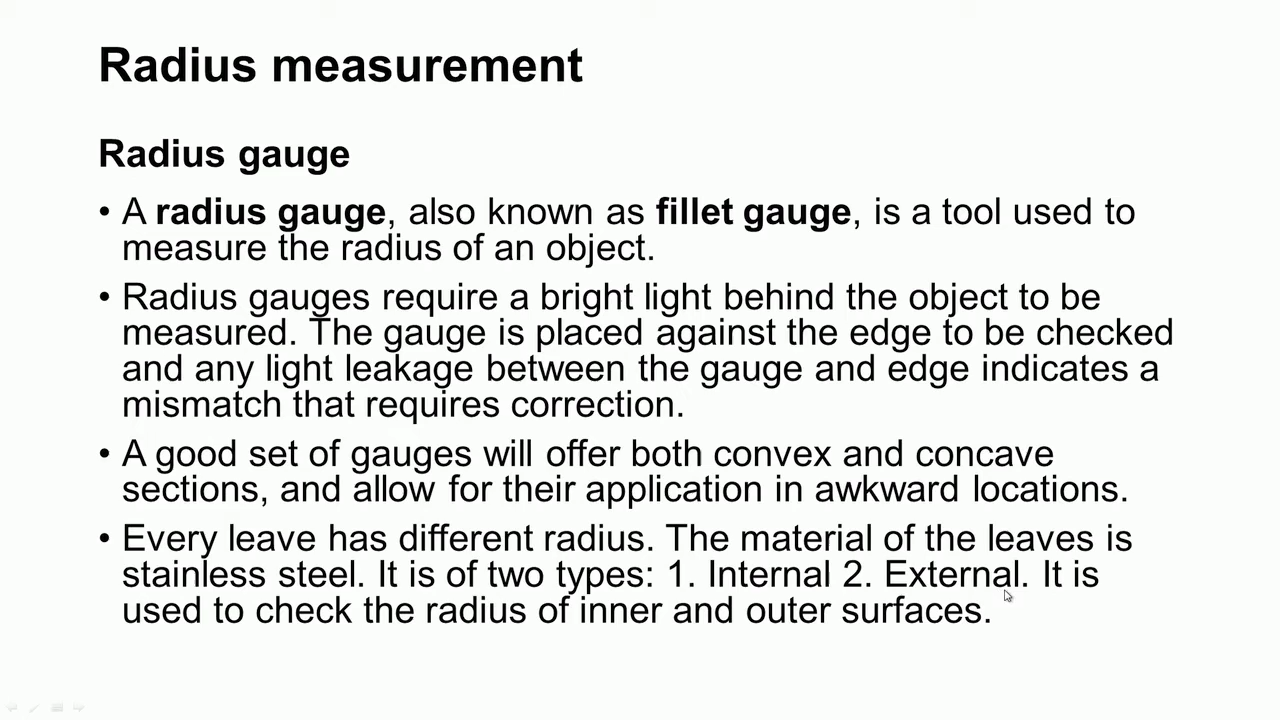 Radius measurement
Radius gauge
• A radius gauge, also known as fillet gauge, is a tool used to
measure the radius of an object.
• Radius gauges require a bright light behind the object to be
measured. The gauge is placed against the edge to be checked
and any light leakage between the gauge and edge indicates a
mismatch that requires correction.
• A good set of gauges will offer both convex and concave
sections, and allow for their application in awkward locations.
• Every leave has different radius. The material of the leaves is
stainless steel. It is of two types: 1. Internal 2. External. It is
used to check the radius of inner and outer surfaces.